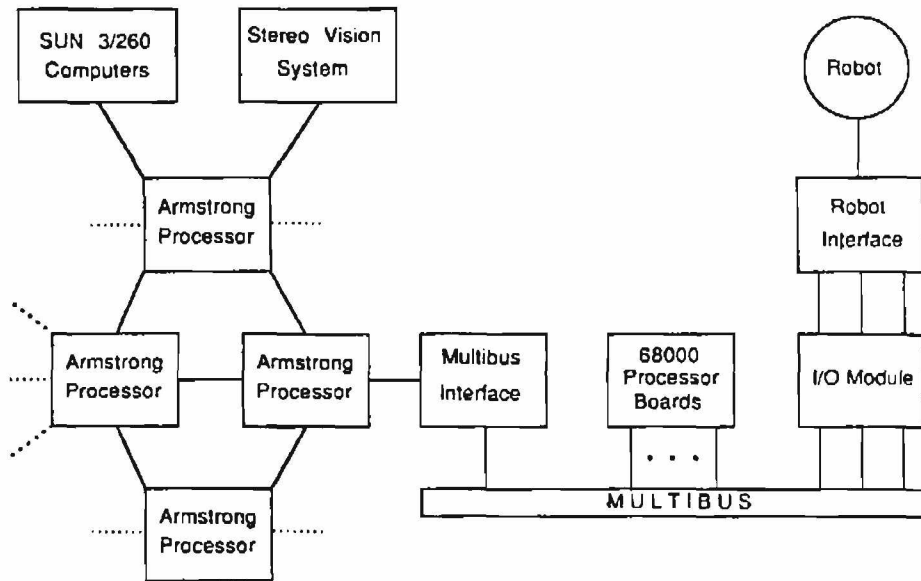 SUN 3/260
Computers
Stereo Vision
System
Robot
Armstrong
Processor
Robot
Interface
Armstrong
Processor
Armstrong
Processor
Multibus
Interface
68000
Processor
Boards
I/O Module
MULTIBUS
Armstrong
Processor